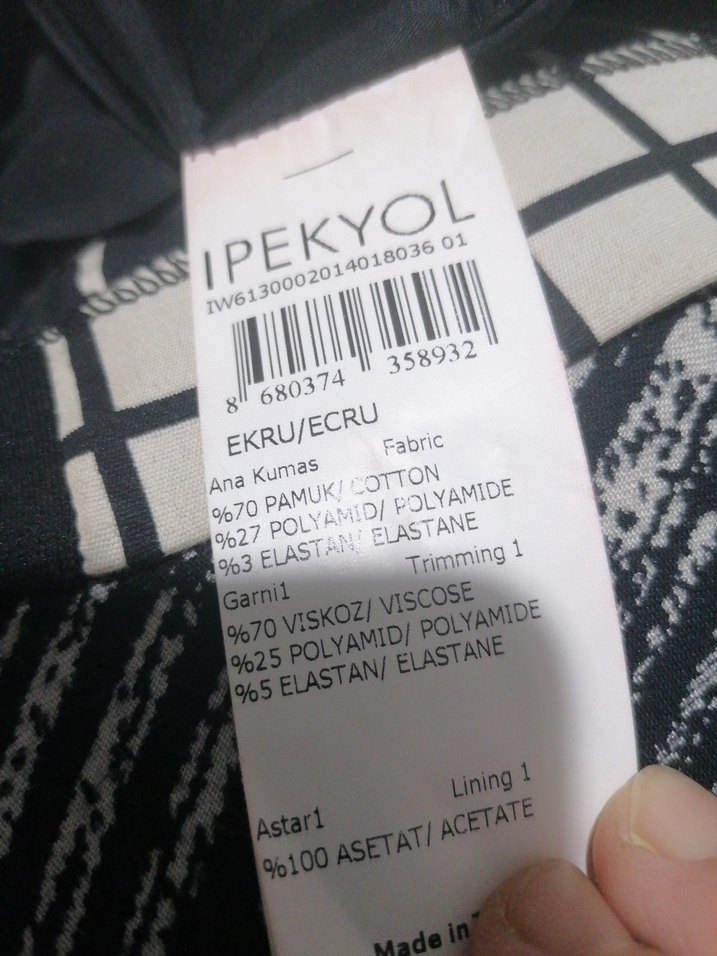 IPEKYOL
IW6130002014018036 01
8 680374 358932
EKRU/ECRU
Ana Kumas Fabric
%70 PAMUK/ COTTON
%27 POLYAMID/ POLYAMIDE
%3 ELASTAN/ ELASTANE
Garni1 Trimming 1
%70 VISKOZ/ VISCOSE
%25 POLYAMID/ POLYAMIDE
%5 ELASTAN/ ELASTANE
Astar1 Lining 1
%100 ASETAT/ ACETATE
Made in